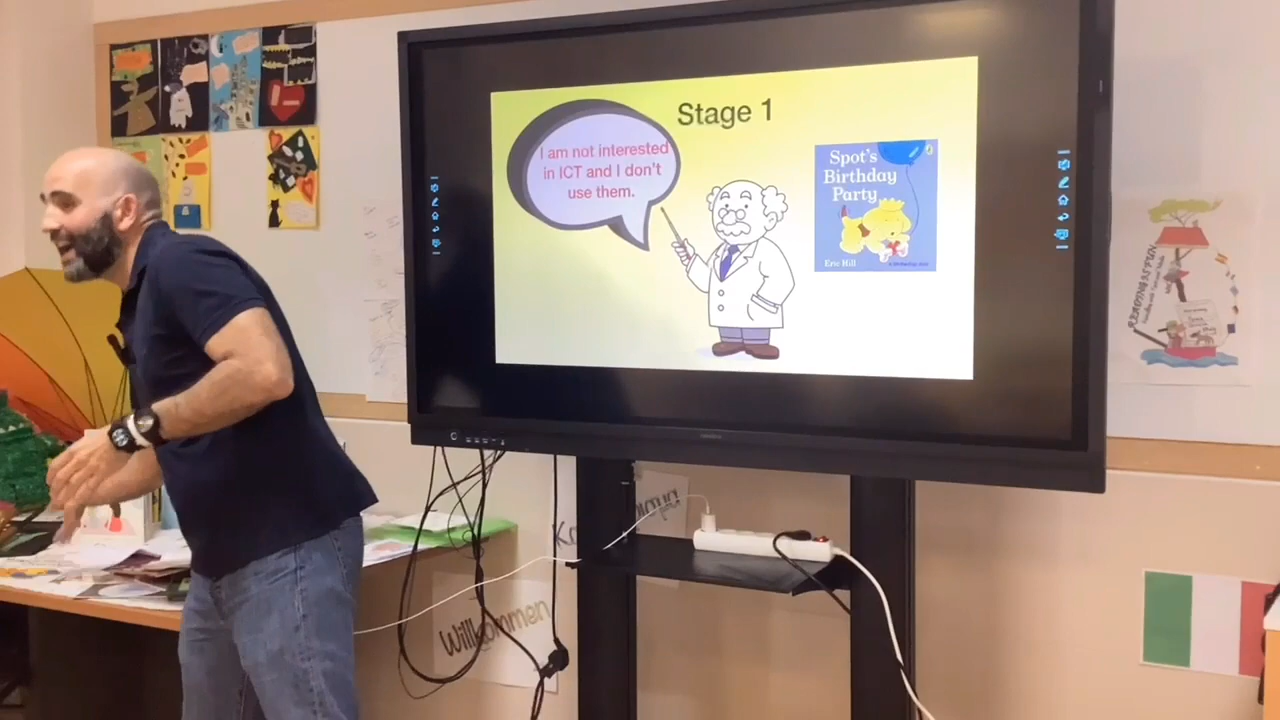 Stage 1
I am not interested
in ICT and I don't
use them.
Spot's
Birthday
Party
Eric Hill
Willkommen